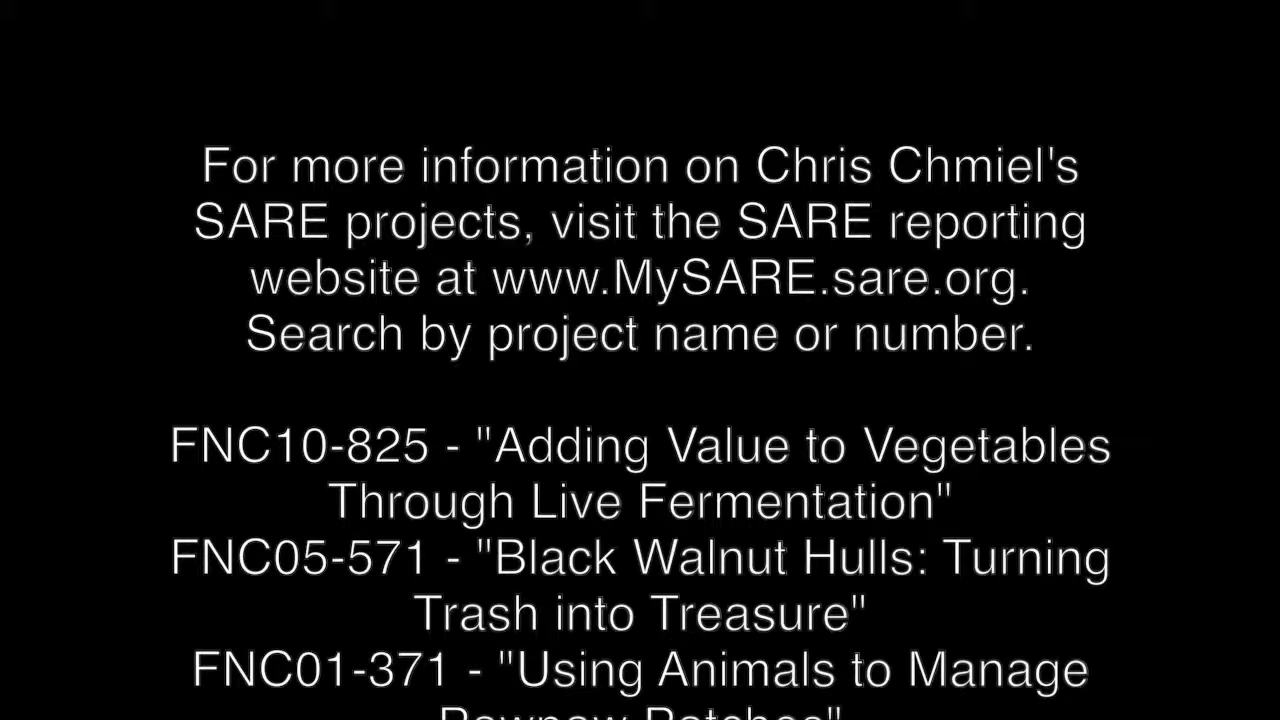 For more information on Chris Chmiel's
SARE projects, visit the SARE reporting
website at www.MySARE.sare.org.
Search by project name or number.
FNC10-825 - "Adding Value to Vegetables
Through Live Fermentation"
FNC05-571 - "Black Walnut Hulls: Turning
Trash into Treasure"
FNC01-371 - "Using Animals to Manage
Pawpaw Patches"